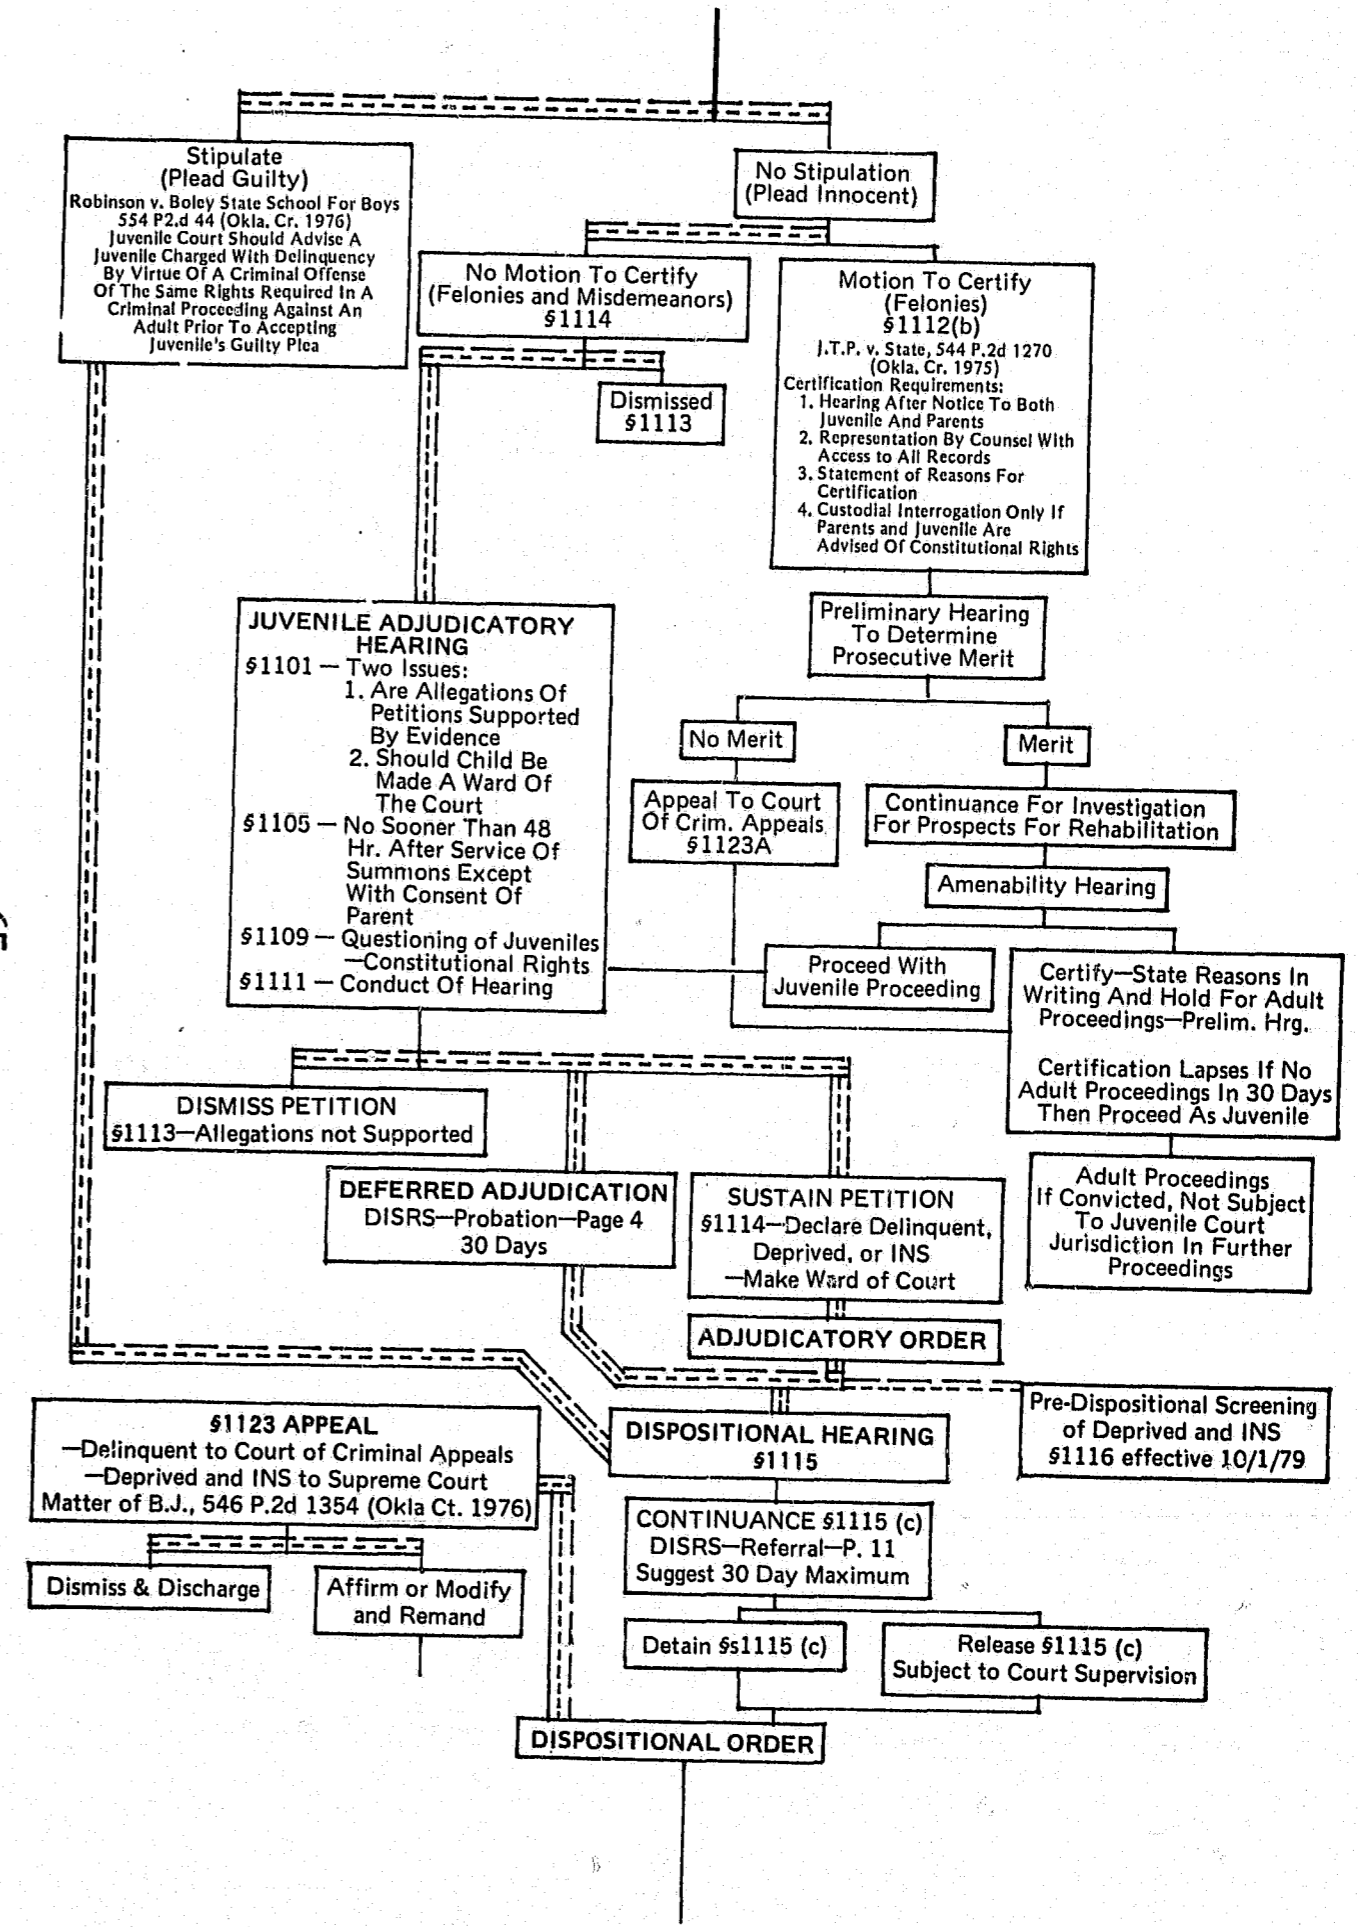 Stipulate
(Plead Guilty)
Robinson v. Boley State School For Boys
554 P2.d 44 (Okla. Cr. 1976)
Juvenile Court Should Advise A
Juvenile Charged With Delinquency
By Virtue Of A Criminal Offense
Of The Same Rights Required In A
Criminal Proceeding Against An
Adult Prior To Accepting
Juvenile's Guilty Plea
No Stipulation
(Plead Innocent)
No Motion To Certify
(Felonies and Misdemeanors)
§1114
Dismissed
§1113
Motion To Certify
(Felonies)
§1112(b)
J.T.P. v. State, 544 P.2d 1270
(Okla. Cr. 1975)
Certification Requirements:
1. Hearing After Notice To Both
Juvenile And Parents
2. Representation By Counsel With
Access to All Records
3. Statement of Reasons For
Certification
4. Custodial Interrogation Only If
Parents and Juvenile Are
Advised Of Constitutional Rights
Preliminary Hearing
To Determine
Prosecutive Merit
No Merit
Merit
Appeal To Court
Of Crim. Appeals
§1123A
Continuance For Investigation
For Prospects For Rehabilitation
Amenability Hearing
JUVENILE ADJUDICATORY
HEARING
§1101 — Two Issues:
1. Are Allegations Of
Petitions Supported
By Evidence
2. Should Child Be
Made A Ward Of
The Court
§1105 — No Sooner Than 48
Hr. After Service Of
Summons Except
With Consent Of
Parent
§1109 — Questioning of Juveniles
—Constitutional Rights
§1111 — Conduct Of Hearing
Proceed With
Juvenile Proceeding
Certify—State Reasons In
Writing And Hold For Adult
Proceedings—Prelim. Hrg.
Certification Lapses If No
Adult Proceedings In 30 Days
Then Proceed As Juvenile
Adult Proceedings
If Convicted, Not Subject
To Juvenile Court
Jurisdiction In Further
Proceedings
DISMISS PETITION
§1113—Allegations not Supported
DEFERRED ADJUDICATION
DISRS—Probation—Page 4
30 Days
SUSTAIN PETITION
§1114—Declare Delinquent,
Deprived, or INS
—Make Ward of Court
ADJUDICATORY ORDER
Pre-Dispositional Screening
of Deprived and INS
§1116 effective 10/1/79
DISPOSITIONAL HEARING
§1115
§1123 APPEAL
—Delinquent to Court of Criminal Appeals
—Deprived and INS to Supreme Court
Matter of B.J., 546 P.2d 1354 (Okla Ct. 1976)
Dismiss & Discharge
Affirm or Modify
and Remand
CONTINUANCE §1115 (c)
DISRS—Referral—P. 11
Suggest 30 Day Maximum
Detain §s1115 (c)
Release §1115 (c)
Subject to Court Supervision
DISPOSITIONAL ORDER